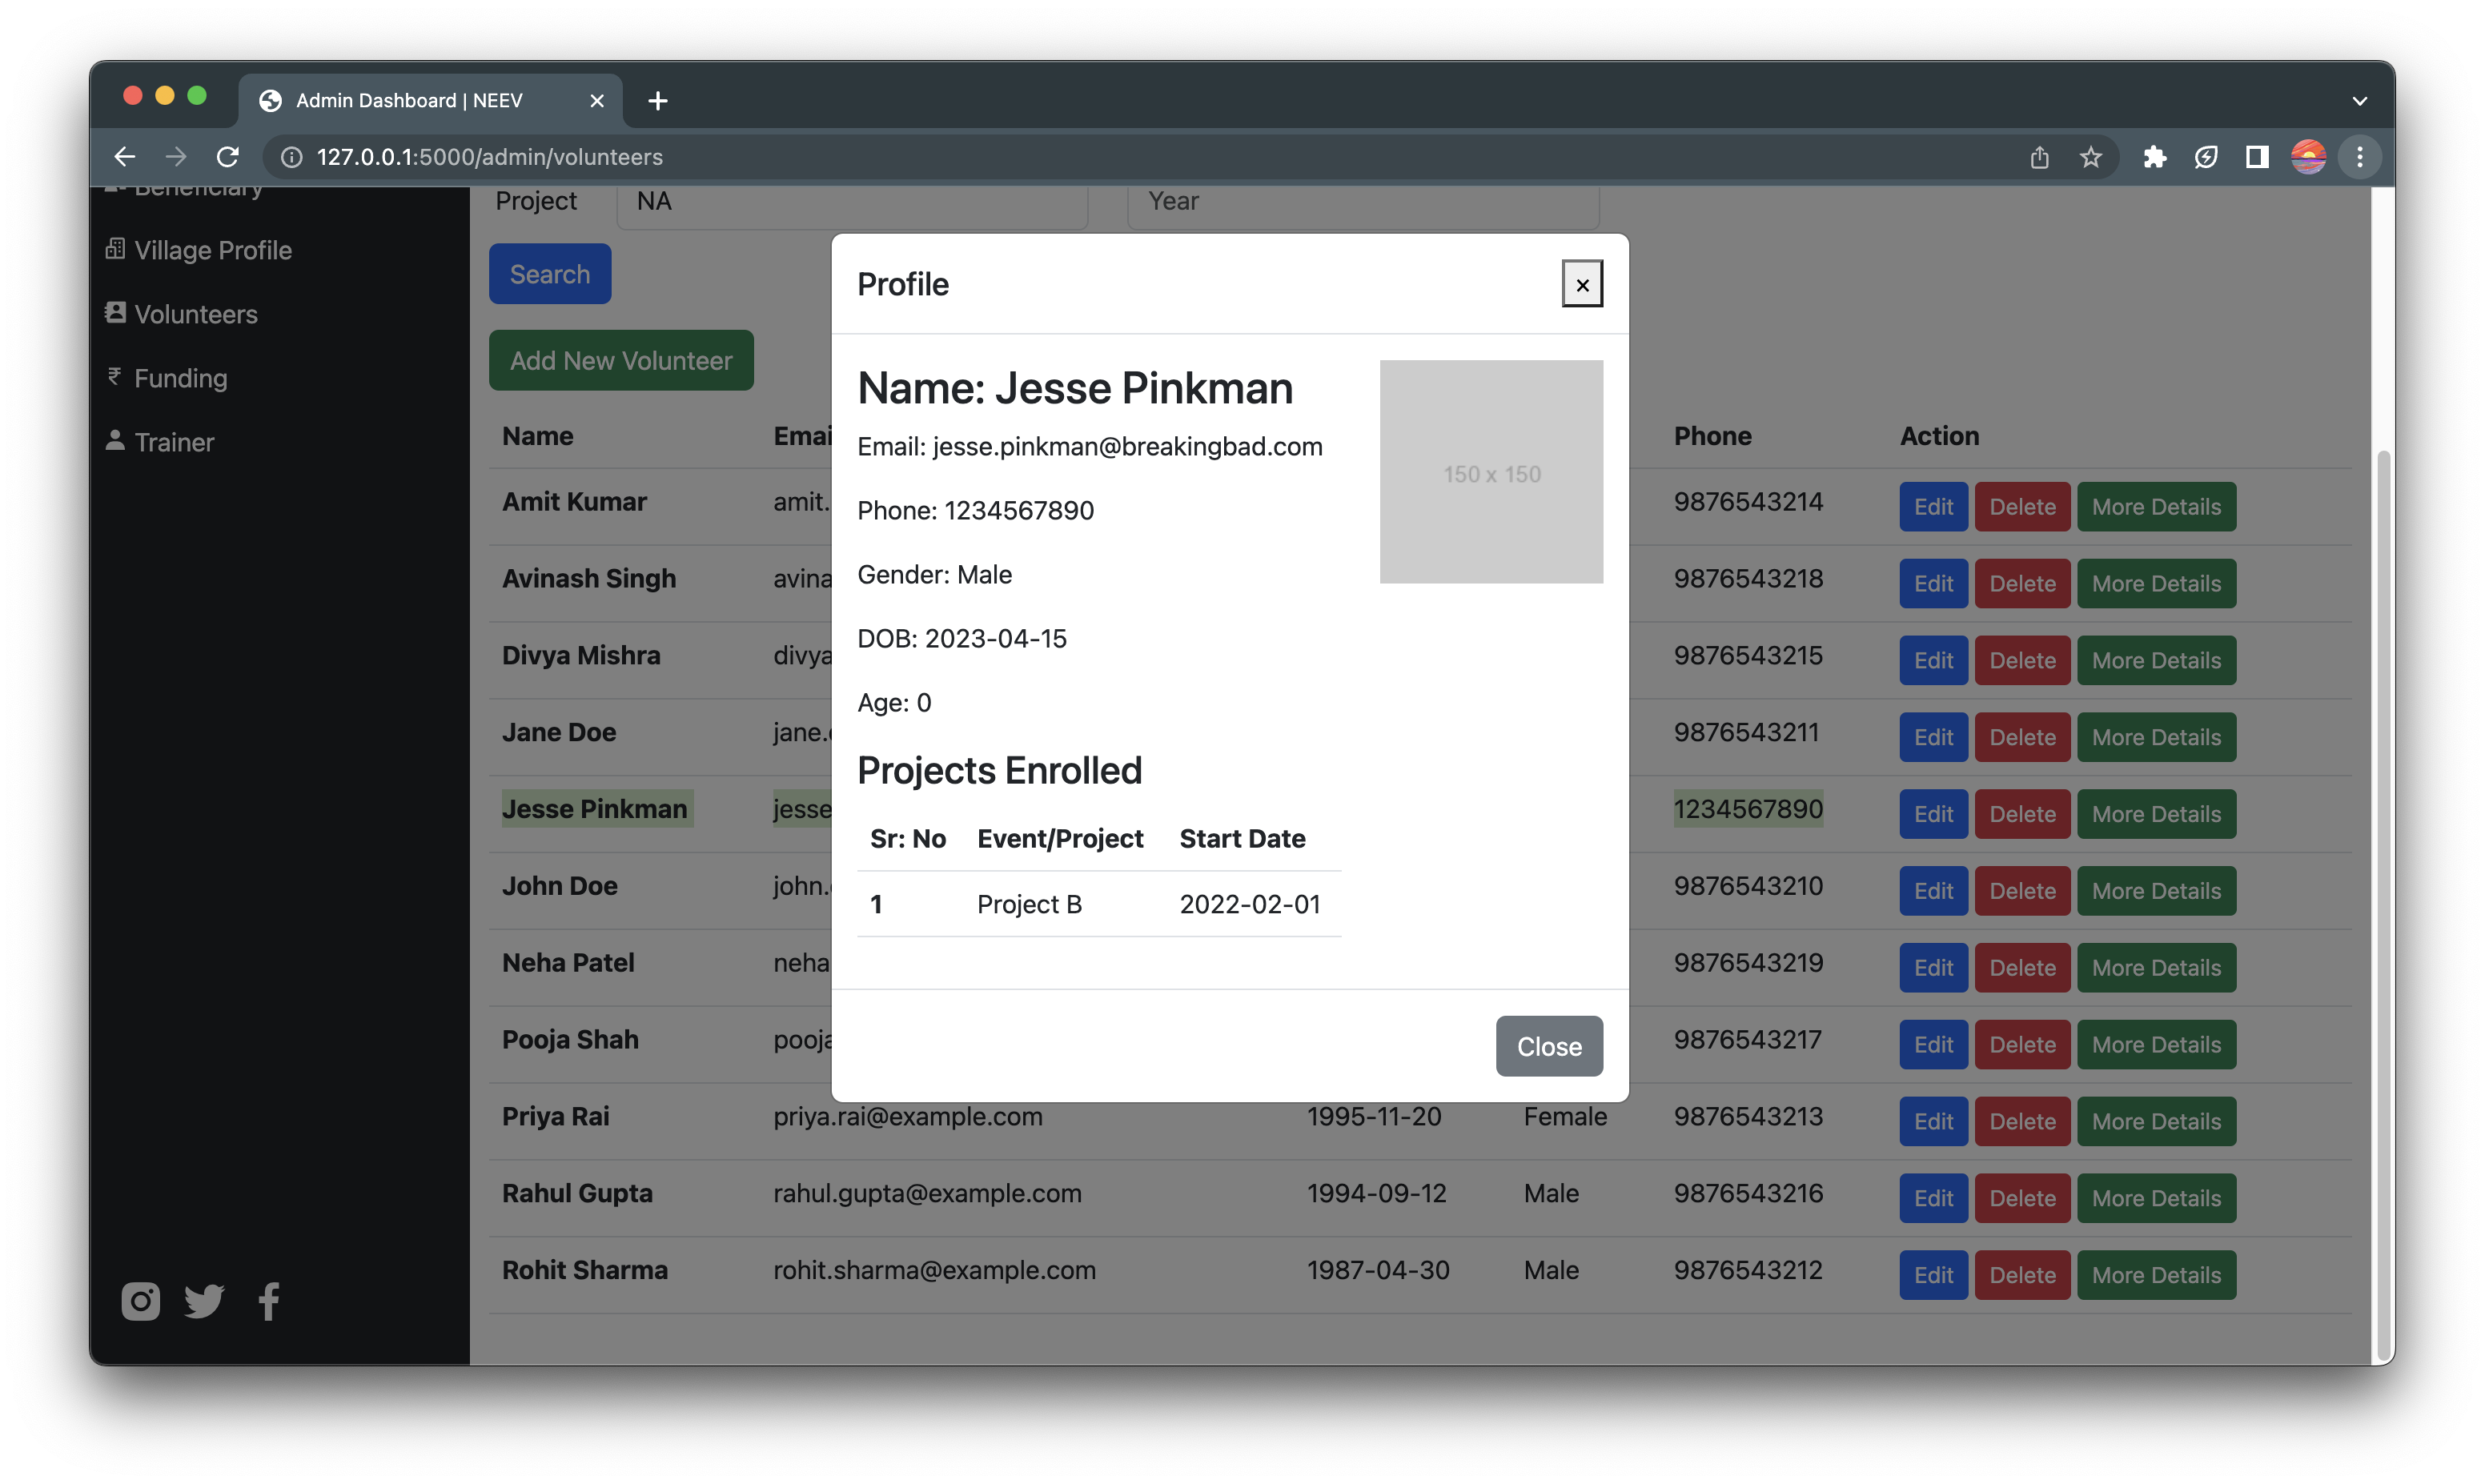 Admin Dashboard | NEEV
127.0.0.1:5000/admin/volunteers
Beneficiary
Village Profile
Volunteers
Funding
Trainer
Project NA Year
Search
Add New Volunteer
Name Emai Phone Action
Amit Kumar amit. 9876543214 Edit Delete More Details
Avinash Singh avina 9876543218 Edit Delete More Details
Divya Mishra divya 9876543215 Edit Delete More Details
Jane Doe jane. 9876543211 Edit Delete More Details
Jesse Pinkman jesse 1234567890 Edit Delete More Details
John Doe john. 9876543210 Edit Delete More Details
Neha Patel neha 9876543219 Edit Delete More Details
Pooja Shah pooja 9876543217 Edit Delete More Details
Priya Rai priya.rai@example.com 1995-11-20 Female 9876543213 Edit Delete More Details
Rahul Gupta rahul.gupta@example.com 1994-09-12 Male 9876543216 Edit Delete More Details
Rohit Sharma rohit.sharma@example.com 1987-04-30 Male 9876543212 Edit Delete More Details
Profile ×
Name: Jesse Pinkman
Email: jesse.pinkman@breakingbad.com
150 x 150
Phone: 1234567890
Gender: Male
DOB: 2023-04-15
Age: 0
Projects Enrolled
Sr: No Event/Project Start Date
1 Project B 2022-02-01
Close